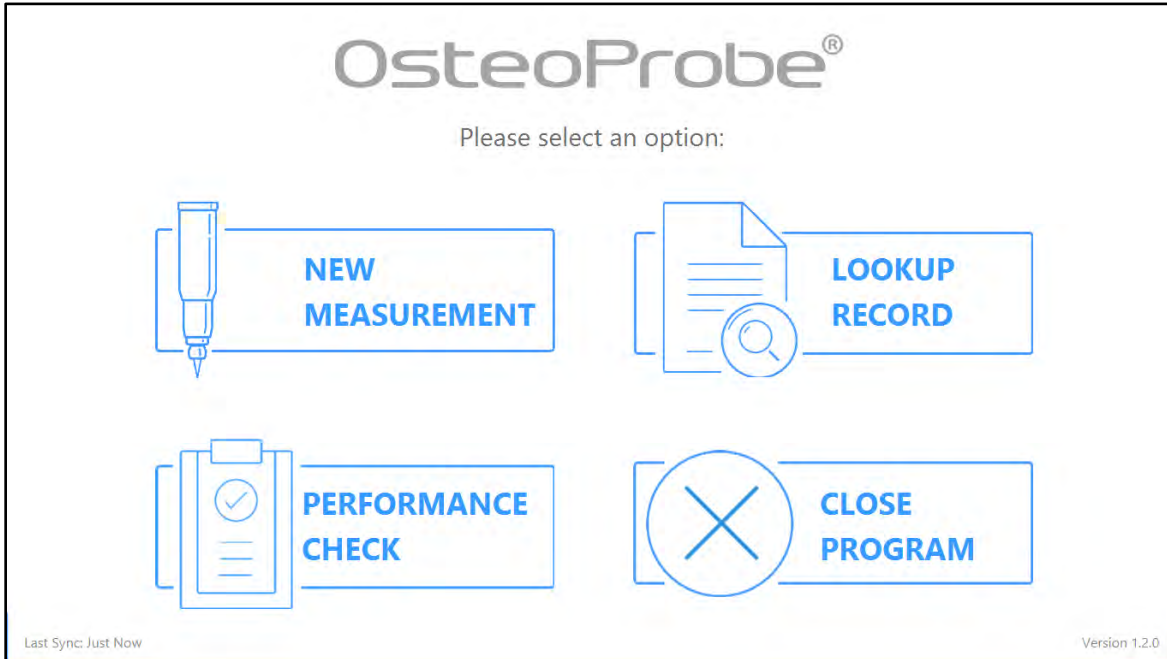 OsteoProbe®
Please select an option:
NEW
MEASUREMENT
LOOKUP
RECORD
PERFORMANCE
CHECK
CLOSE
PROGRAM
Last Sync: Just Now
Version 1.2.0